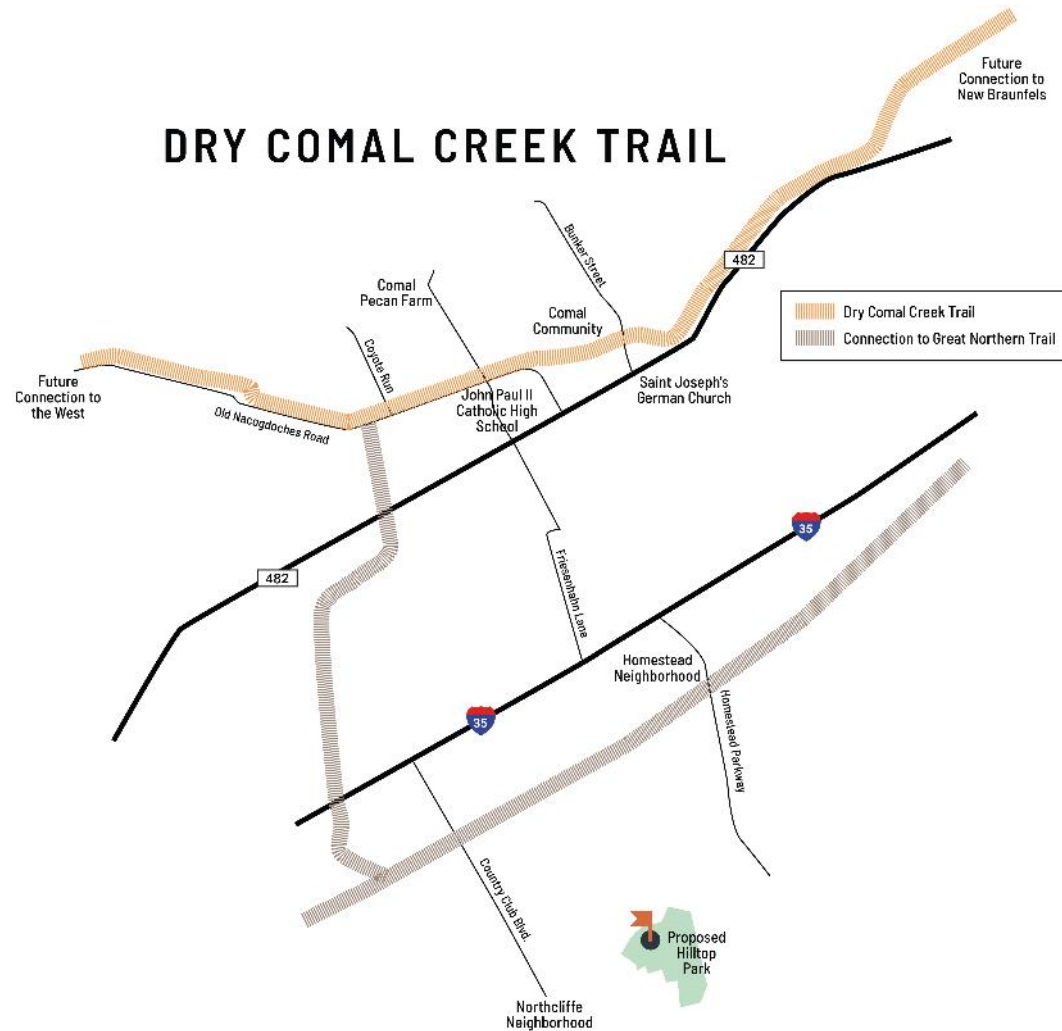 Future
Connection to
New Braunfels
DRY COMAL CREEK TRAIL
Bunker Street
482
Comal
Pecan Farm
Dry Comal Creek Trail
Connection to Great Northern Trail
Comal
Community
Coyote Run
Future
Connection to
the West
Old Nacogdoches Road
John Paul II
Catholic High
School
Saint Joseph's
German Church
35
482
Friesenhahn Lane
Homestead
Neighborhood
35
Homestead Parkway
Country Club Blvd.
Proposed
Hilltop
Park
Northcliffe
Neighborhood